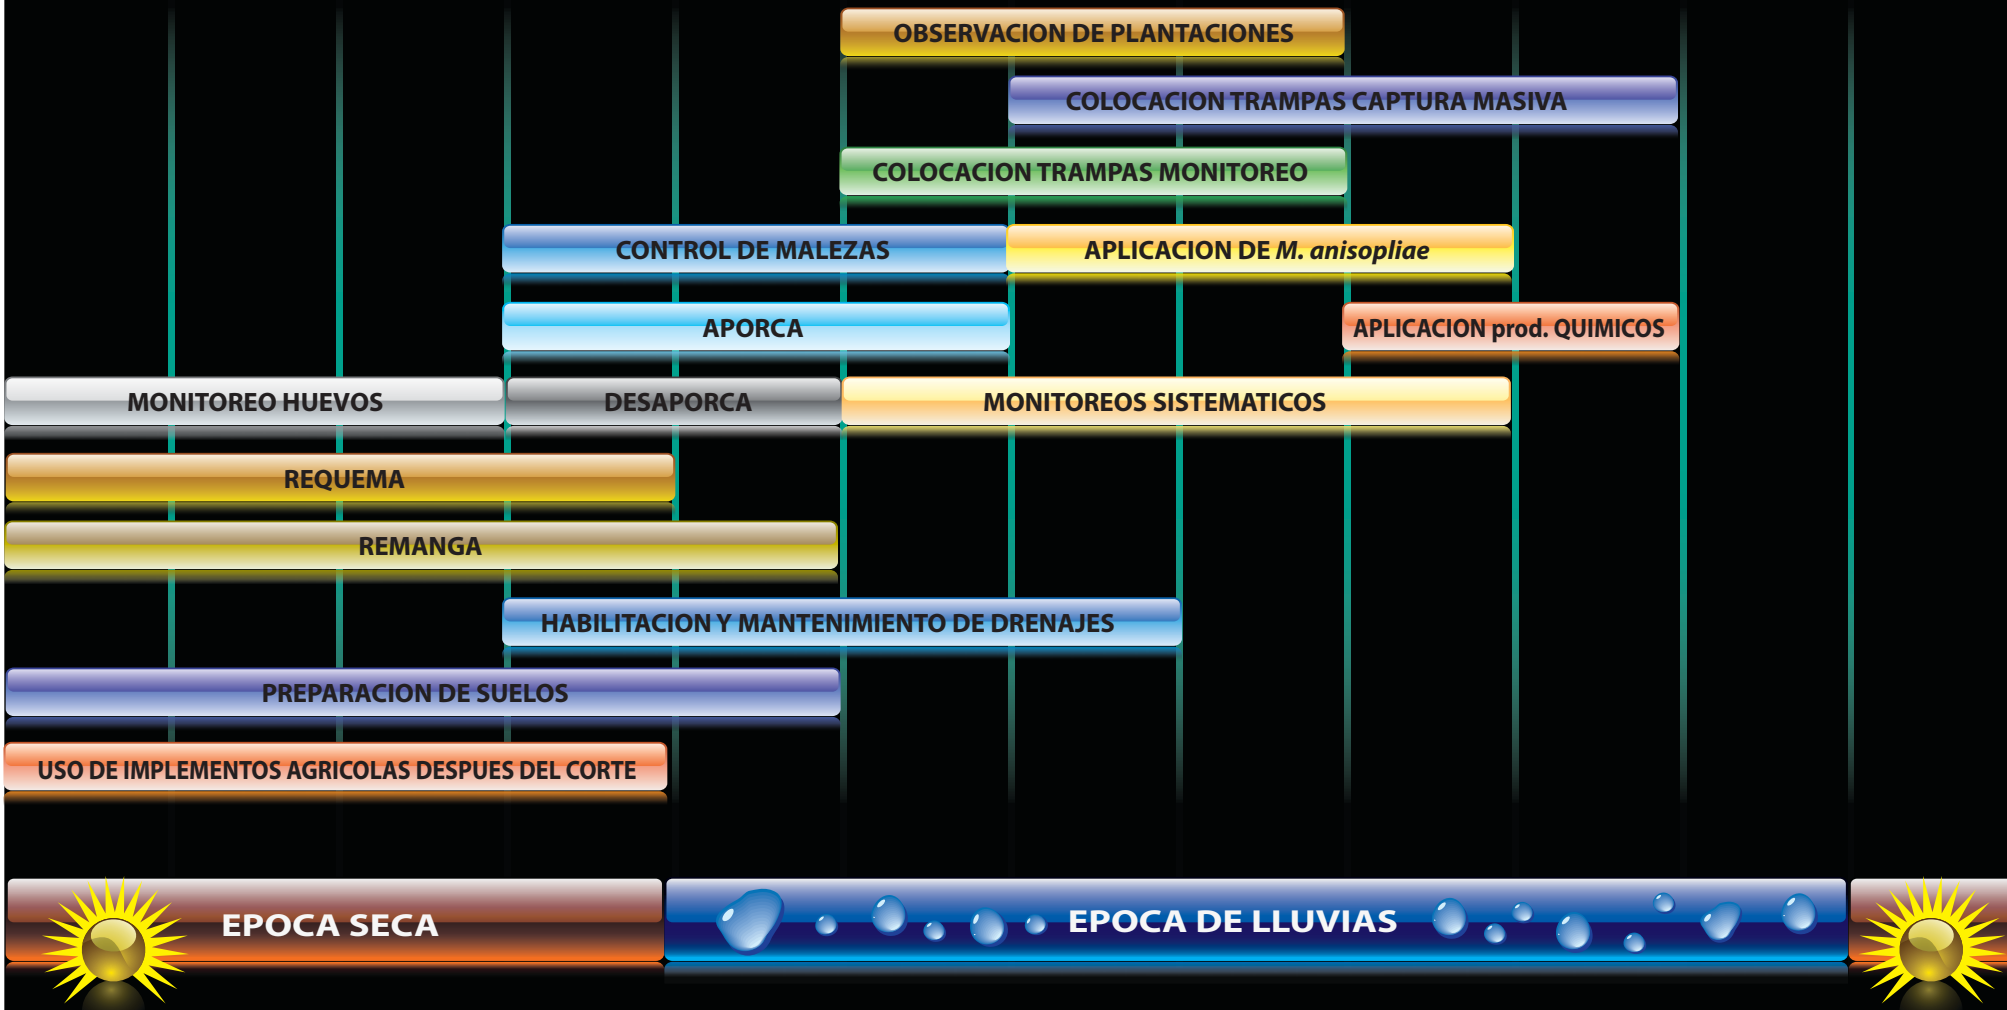 OBSERVACION DE PLANTACIONES
COLOCACION TRAMPAS CAPTURA MASIVA
COLOCACION TRAMPAS MONITOREO
CONTROL DE MALEZAS
APLICACION DE M. anisopliae
APORCA
APLICACION prod. QUIMICOS
MONITOREO HUEVOS
DESAPORCA
MONITOREOS SISTEMATICOS
REQUEMA
REMANGA
HABILITACION Y MANTENIMIENTO DE DRENAJES
PREPARACION DE SUELOS
USO DE IMPLEMENTOS AGRICOLAS DESPUES DEL CORTE
EPOCA SECA
EPOCA DE LLUVIAS